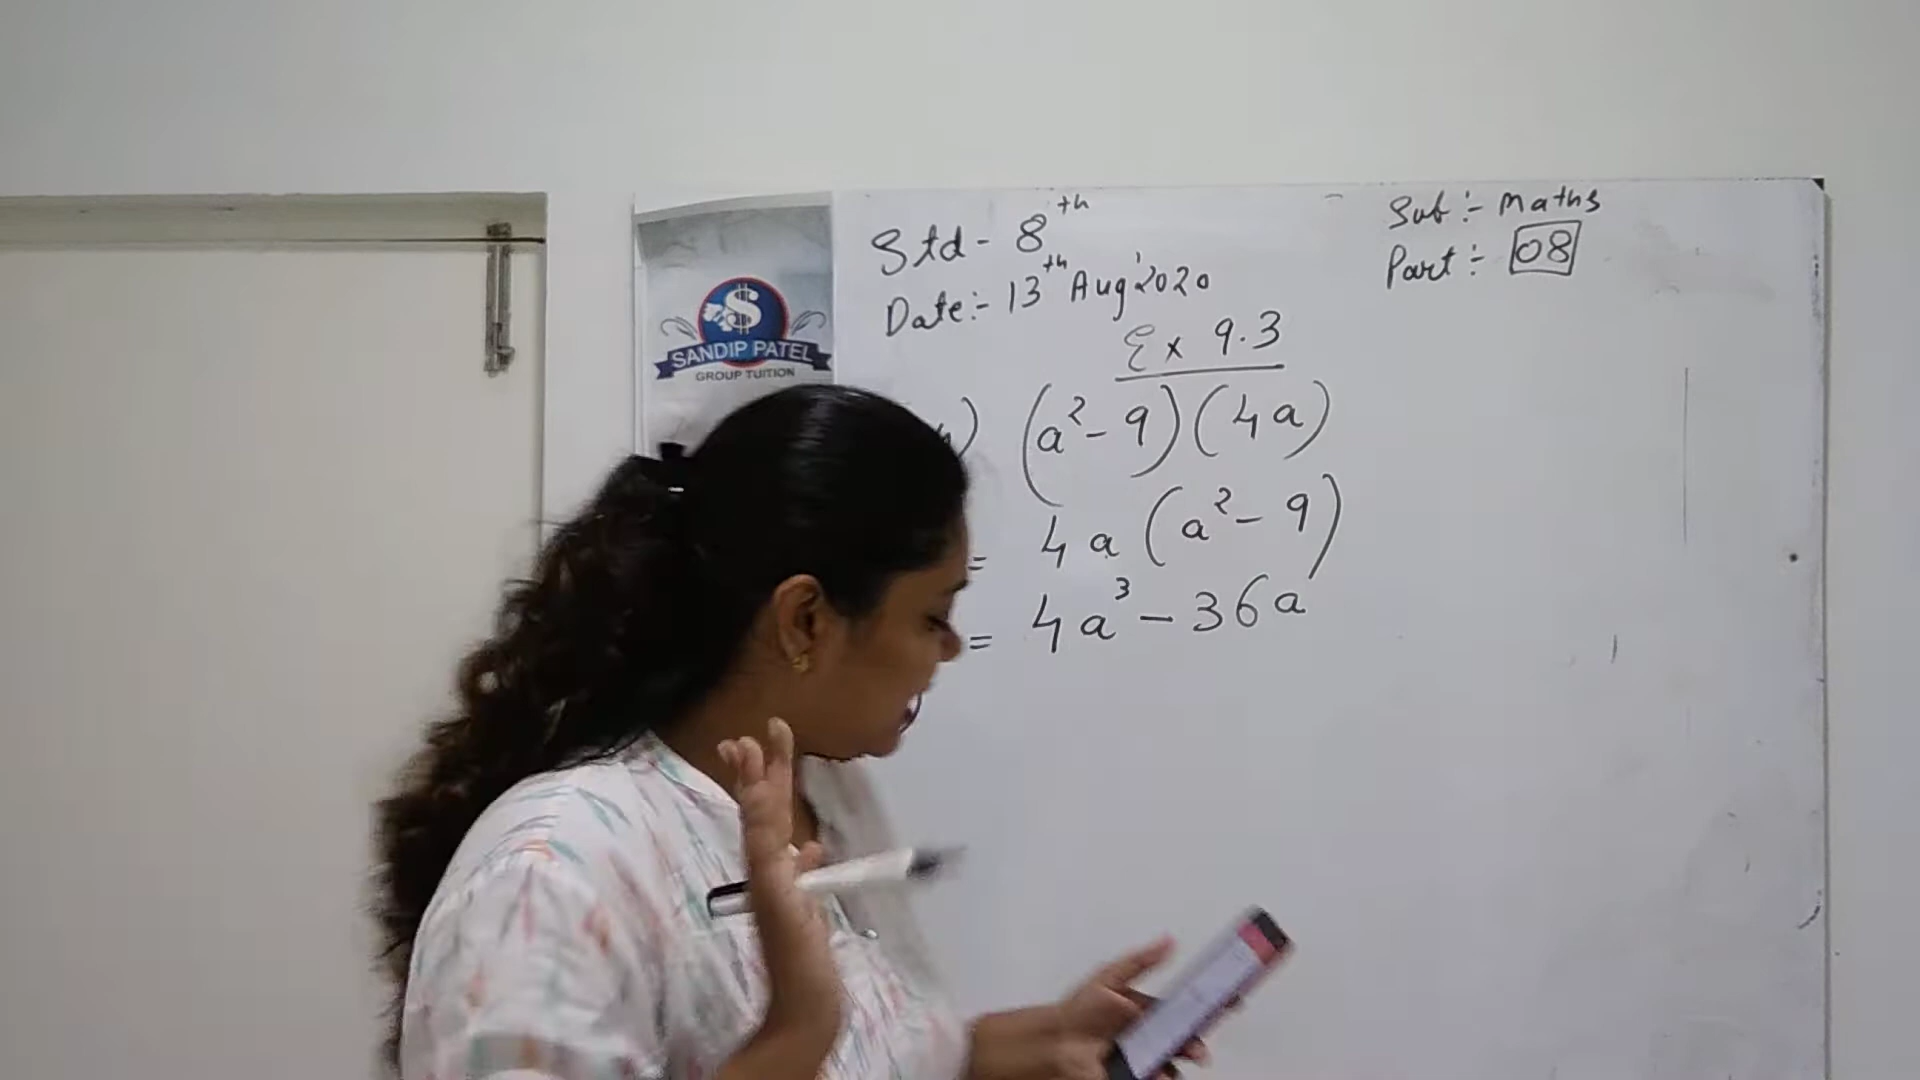 Std - 8th
Date :- 13th Aug'2020
Sub :- Maths
Part :- 08
Ex 9.3
SANDIP PATEL
GROUP TUITION
) (a² - 9) (4a)
= 4a (a² - 9)
= 4a³ - 36a